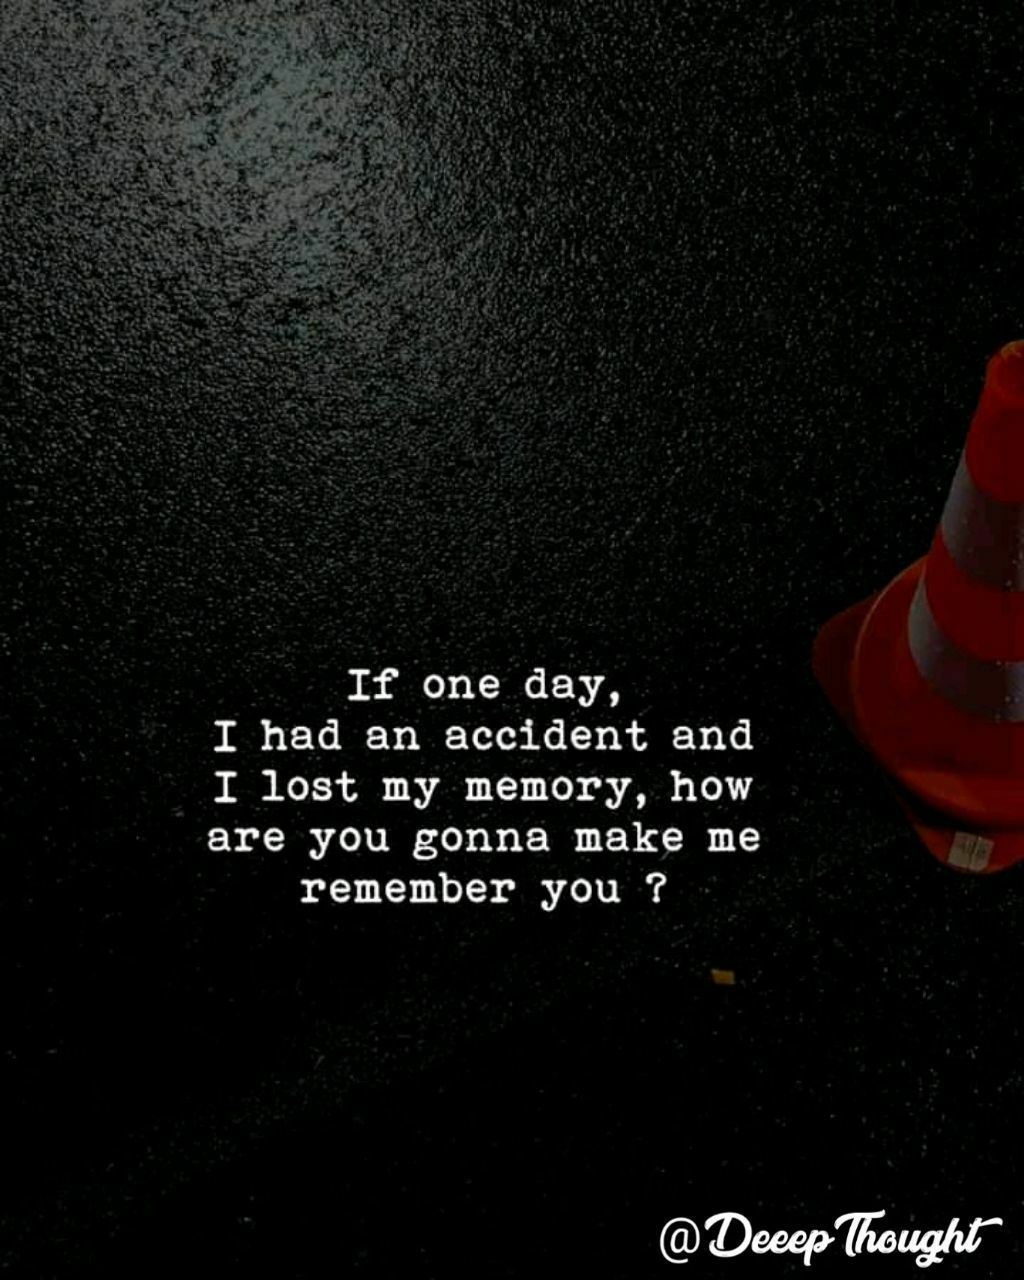 If one day,
I had an accident and
I lost my memory, how
are you gonna make me
remember you ?
@Deeep Thought